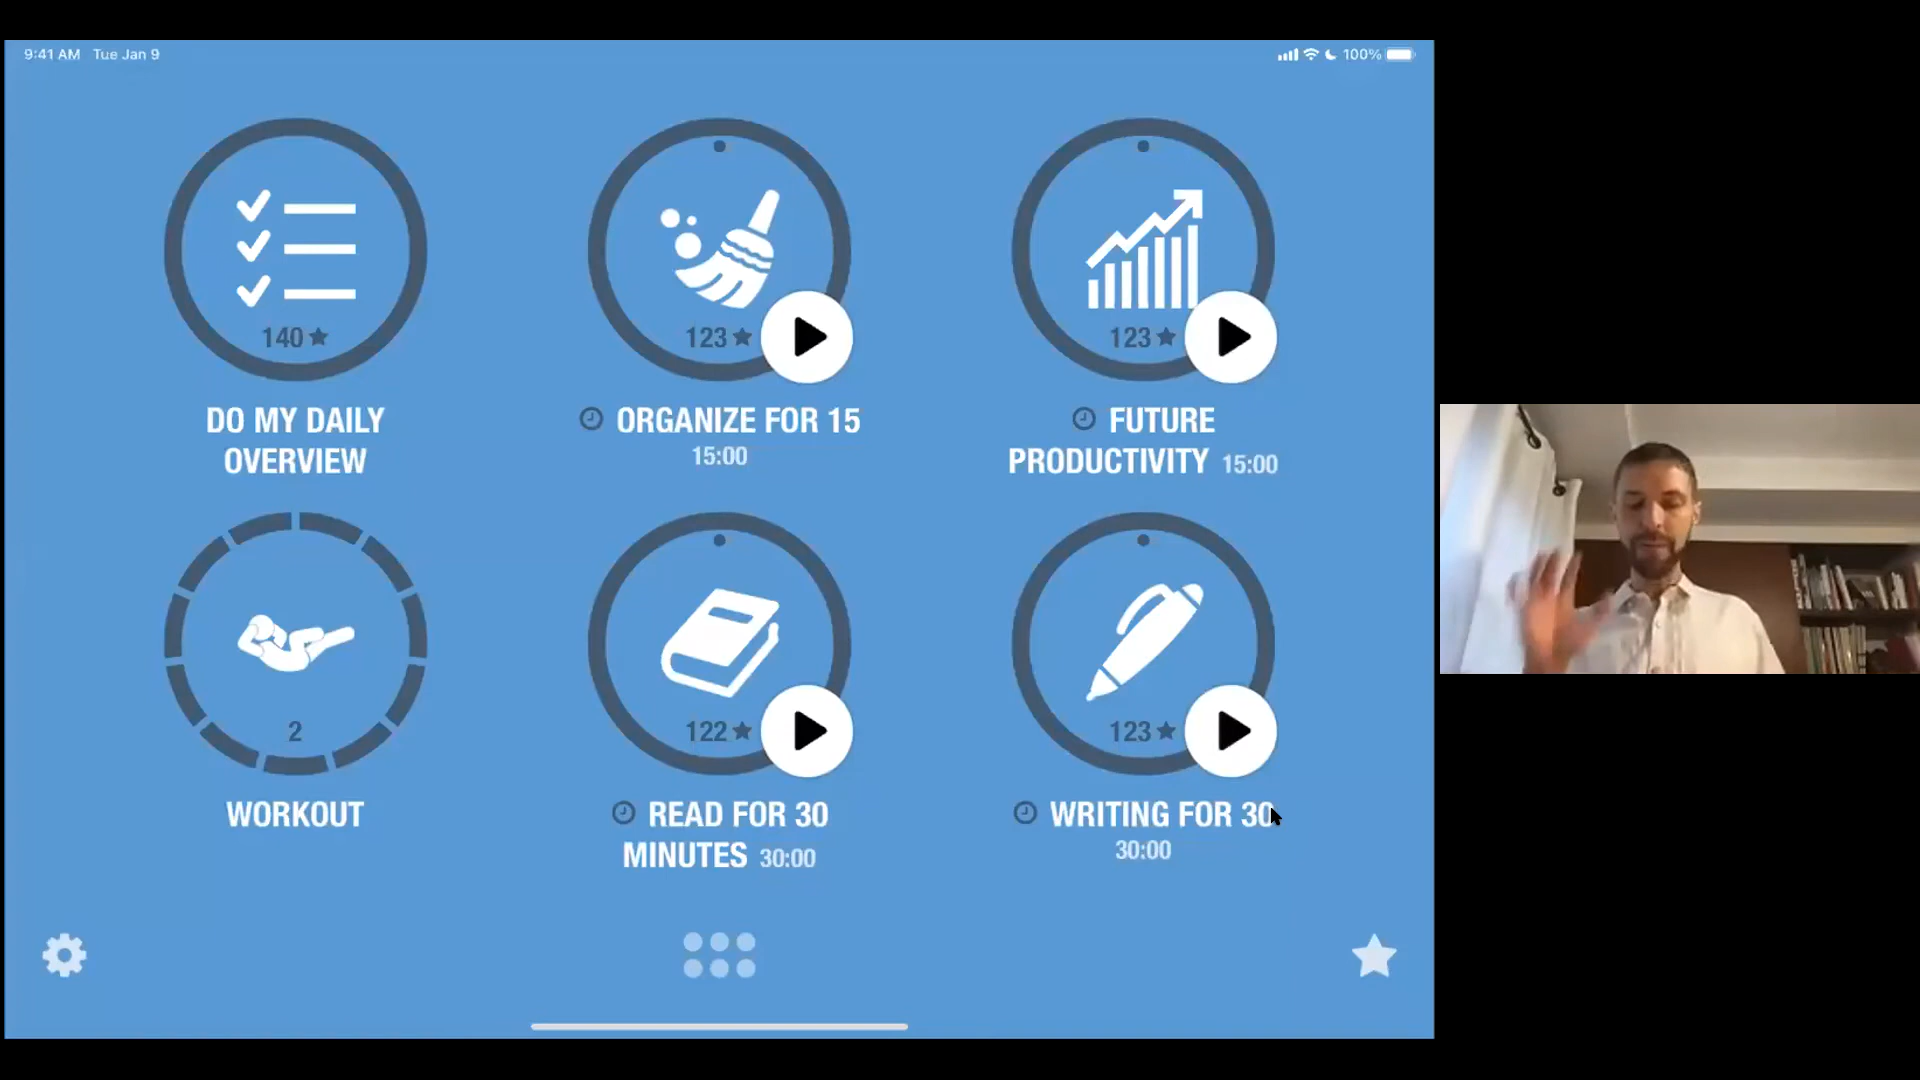 9:41 AM Tue Jan 9
100%
140
123
123
DO MY DAILY
OVERVIEW
ORGANIZE FOR 15
15:00
FUTURE
PRODUCTIVITY 15:00
2
122
123
WORKOUT
READ FOR 30
MINUTES 30:00
WRITING FOR 30
30:00